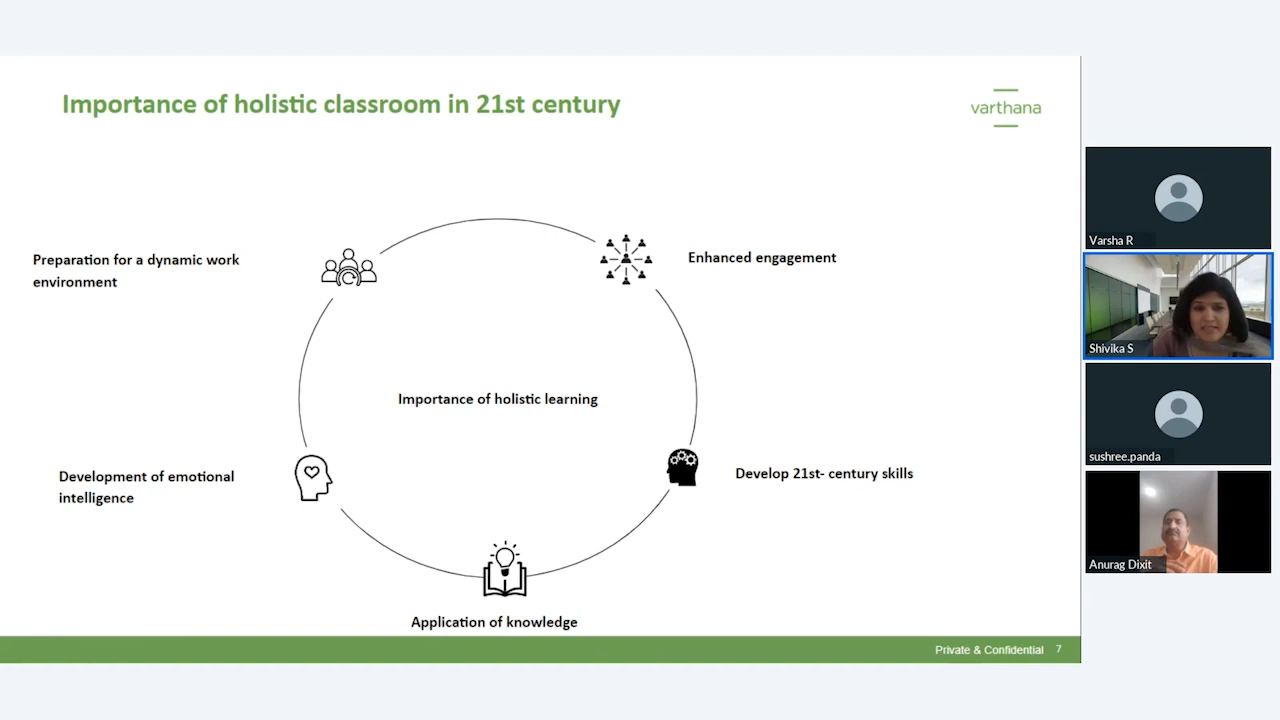 Importance of holistic classroom in 21st century
varthana
Preparation for a dynamic work
environment
Enhanced engagement
Importance of holistic learning
Development of emotional
intelligence
Develop 21st- century skills
Application of knowledge
Private & Confidential 7
Varsha R
Shivika S
sushree.panda
Anurag Dixit